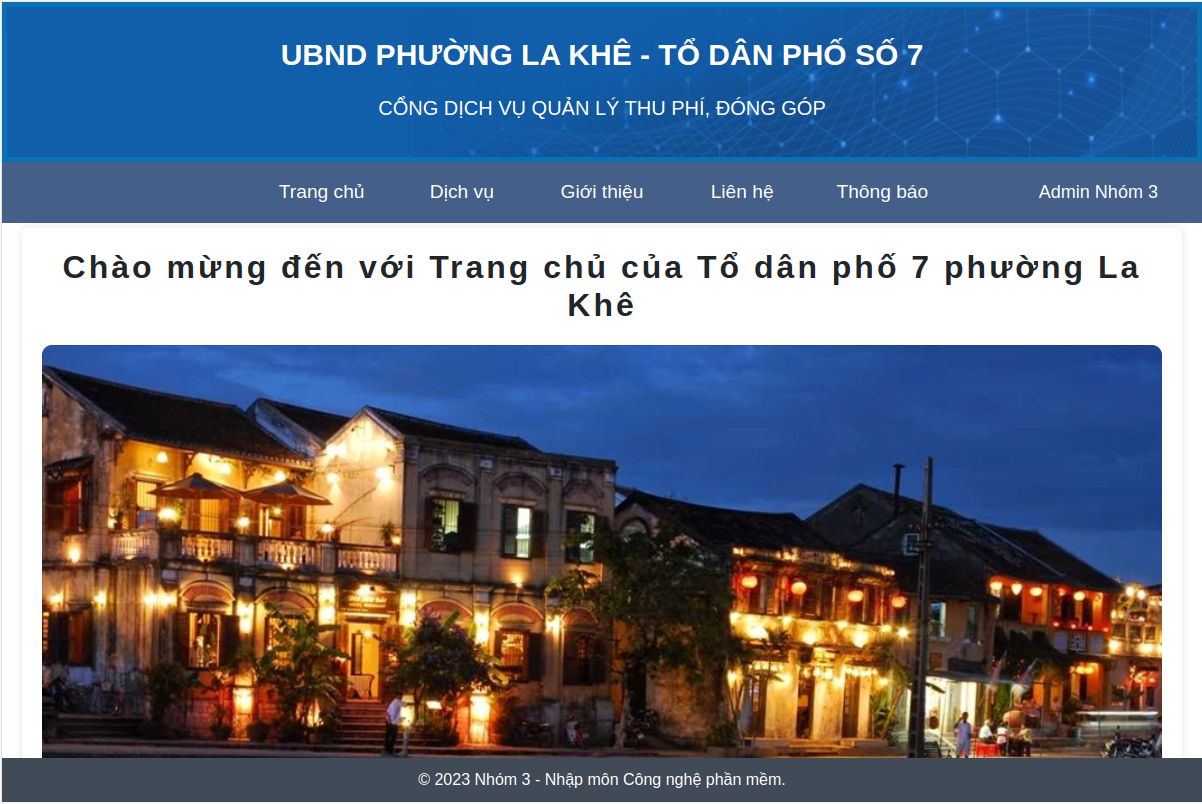 UBND PHƯỜNG LA KHÊ - TỔ DÂN PHỐ SỐ 7
CỔNG DỊCH VỤ QUẢN LÝ THU PHÍ, ĐÓNG GÓP
Trang chủ Dịch vụ Giới thiệu Liên hệ Thông báo Admin Nhóm 3
Chào mừng đến với Trang chủ của Tổ dân phố 7 phường La
Khê
© 2023 Nhóm 3 - Nhập môn Công nghệ phần mềm.